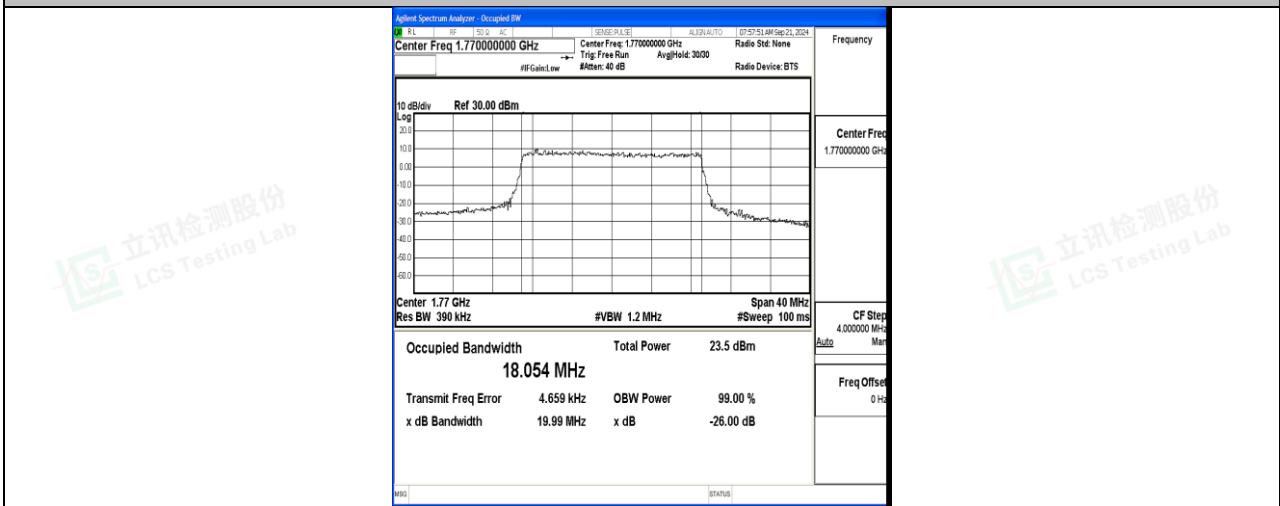 Agilent Spectrum Analyzer - Occupied BW
RL RF 50 Ω AC SENSE:PULSE ALIGN AUTO 07:57:51 AM Sep 21, 2024
Center Freq 1.770000000 GHz
Center Freq: 1.770000000 GHz
Radio Std: None
Trig: Free Run Avg|Hold: 30/30
#IFGain:Low #Atten: 40 dB
Radio Device: BTS
10 dB/div Ref 30.00 dBm
Log
20.0
10.0
0.00
-10.0
-20.0
-30.0
-40.0
-50.0
-60.0
Center 1.77 GHz Span 40 MHz
Res BW 390 kHz #VBW 1.2 MHz #Sweep 100 ms
Occupied Bandwidth Total Power 23.5 dBm
18.054 MHz
Transmit Freq Error 4.659 kHz OBW Power 99.00 %
x dB Bandwidth 19.99 MHz x dB -26.00 dB
MSG STATUS
Frequency
Center Freq
1.770000000 GHz
CF Step
4.000000 MHz
Auto Man
Freq Offset
0 Hz
立讯检测股份
LCS Testing Lab
立讯检测股份
LCS Testing Lab